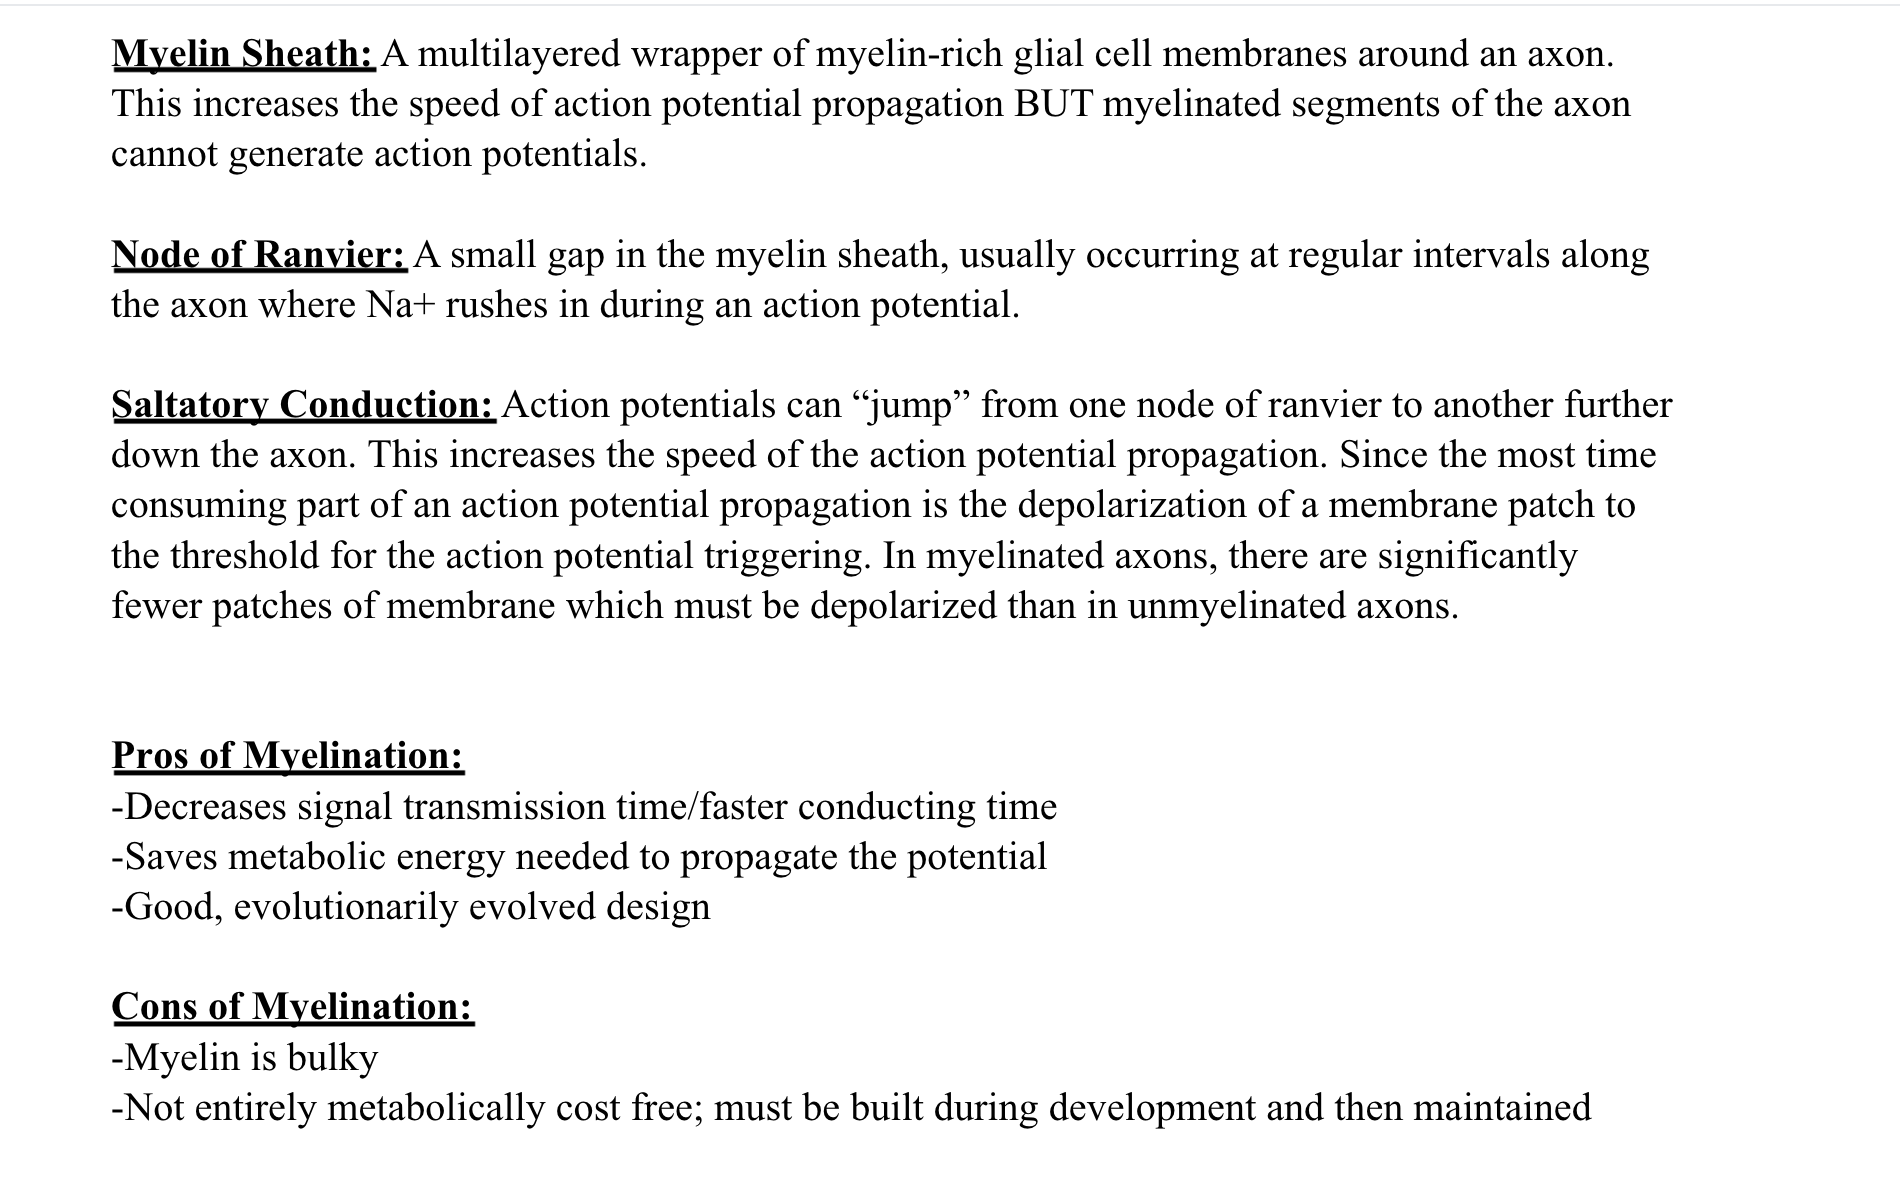 Myelin Sheath: A multilayered wrapper of myelin-rich glial cell membranes around an axon.
This increases the speed of action potential propagation BUT myelinated segments of the axon
cannot generate action potentials.
Node of Ranvier: A small gap in the myelin sheath, usually occurring at regular intervals along
the axon where Na+ rushes in during an action potential.
Saltatory Conduction: Action potentials can “jump” from one node of ranvier to another further
down the axon. This increases the speed of the action potential propagation. Since the most time
consuming part of an action potential propagation is the depolarization of a membrane patch to
the threshold for the action potential triggering. In myelinated axons, there are significantly
fewer patches of membrane which must be depolarized than in unmyelinated axons.
Pros of Myelination:
-Decreases signal transmission time/faster conducting time
-Saves metabolic energy needed to propagate the potential
-Good, evolutionarily evolved design
Cons of Myelination:
-Myelin is bulky
-Not entirely metabolically cost free; must be built during development and then maintained